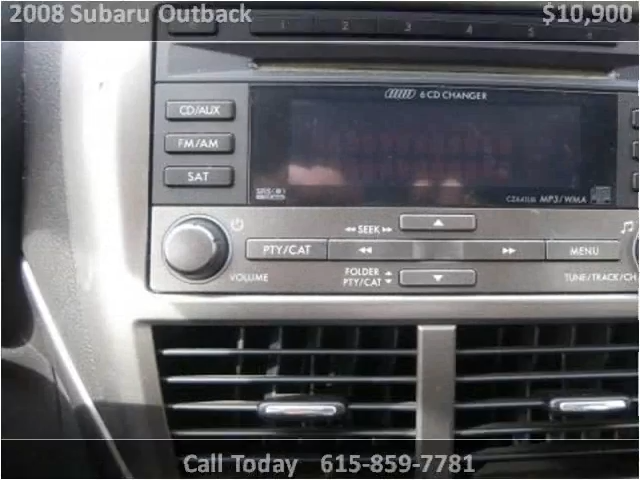 2008 Subaru Outback $10,900
1 2 3 4 5 6
6 CD CHANGER
CD/AUX
FM/AM
SAT
MP3/WMA
SEEK
PTY/CAT MENU
VOLUME
FOLDER
PTY/CAT
TUNE/TRACK/CH
Call Today 615-859-7781